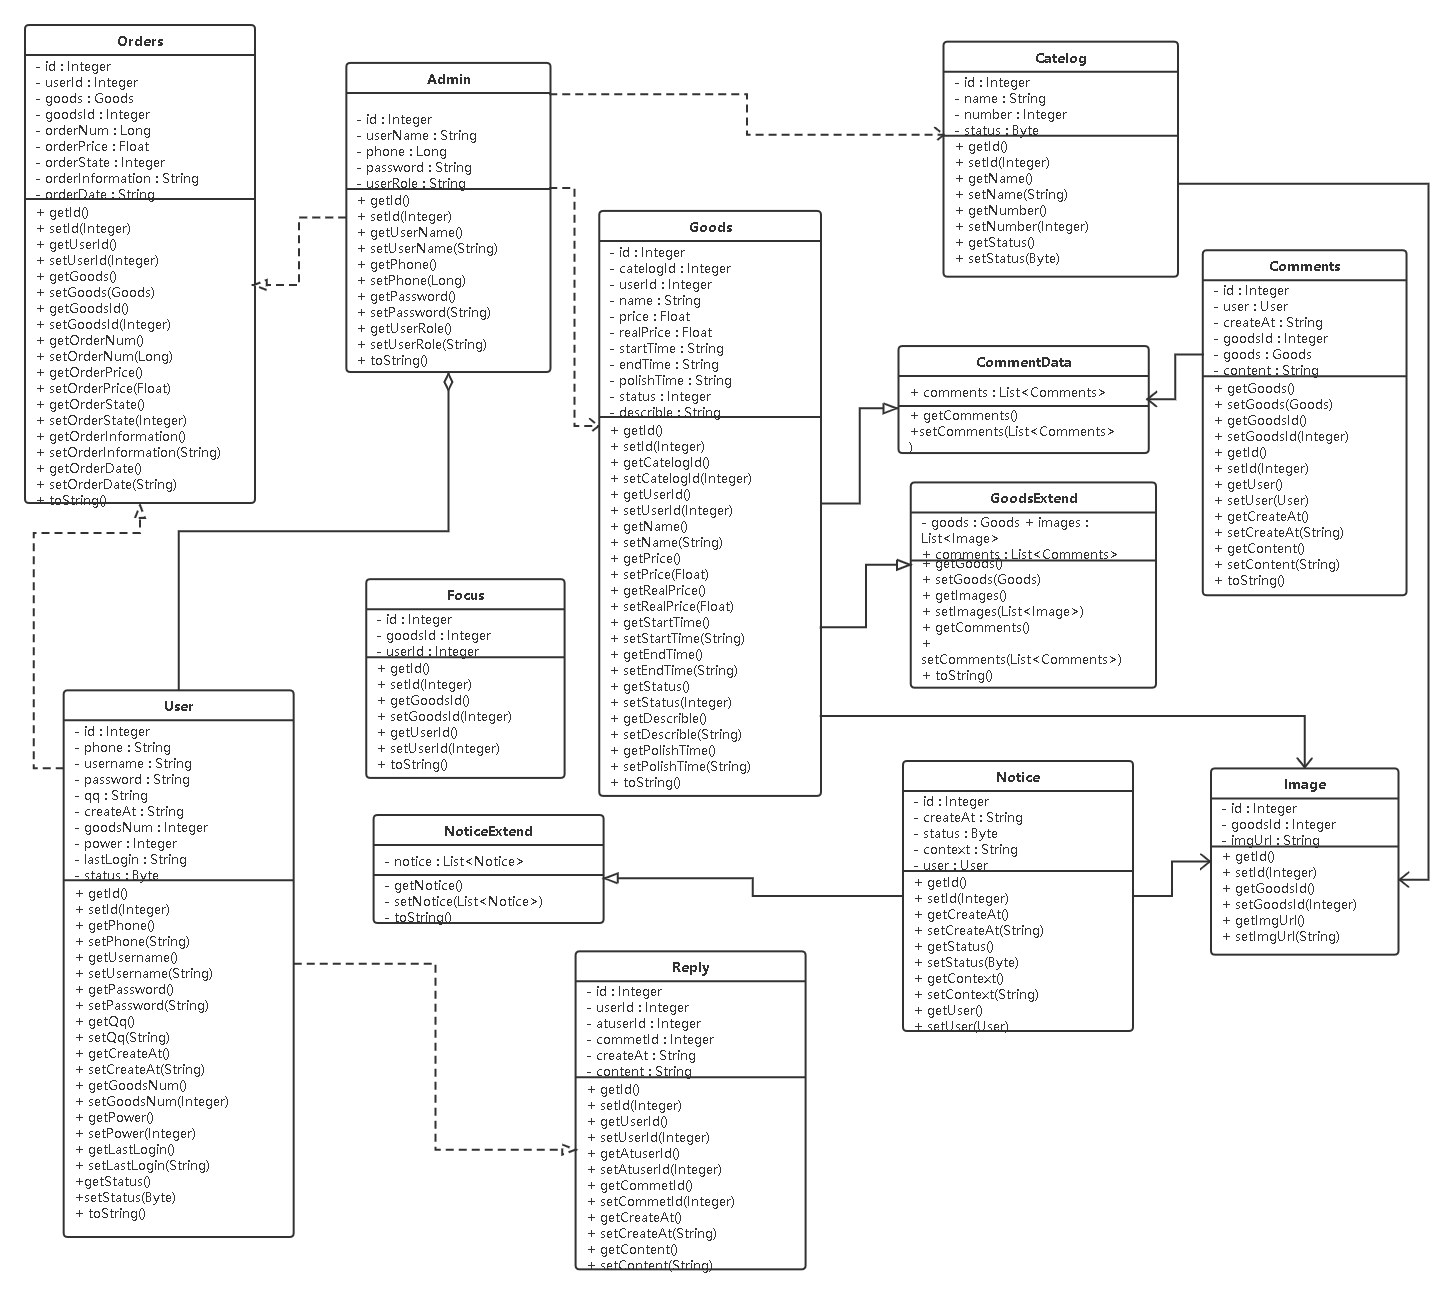 Orders
- id : Integer
- userId : Integer
- goods : Goods
- goodsId : Integer
- orderNum : Long
- orderPrice : Float
- orderState : Integer
- orderInformation : String
- orderDate : String
+ getId()
+ setId(Integer)
+ getUserId()
+ setUserId(Integer)
+ getGoods()
+ setGoods(Goods)
+ getGoodsId()
+ setGoodsId(Integer)
+ getOrderNum()
+ setOrderNum(Long)
+ getOrderPrice()
+ setOrderPrice(Float)
+ getOrderState()
+ setOrderState(Integer)
+ getOrderInformation()
+ setOrderInformation(String)
+ getOrderDate()
+ setOrderDate(String)
+ toString()
Admin
- id : Integer
- userName : String
- phone : Long
- password : String
- userRole : String
+ getId()
+ setId(Integer)
+ getUserName()
+ setUserName(String)
+ getPhone()
+ setPhone(Long)
+ getPassword()
+ setPassword(String)
+ getUserRole()
+ setUserRole(String)
+ toString()
Catelog
- id : Integer
- name : String
- number : Integer
- status : Byte
+ getId()
+ setId(Integer)
+ getName()
+ setName(String)
+ getNumber()
+ setNumber(Integer)
+ getStatus()
+ setStatus(Byte)
Goods
- id : Integer
- catelogId : Integer
- userId : Integer
- name : String
- price : Float
- realPrice : Float
- startTime : String
- endTime : String
- polishTime : String
- status : Integer
- describle : String
+ getId()
+ setId(Integer)
+ getCatelogId()
+ setCatelogId(Integer)
+ getUserId()
+ setUserId(Integer)
+ getName()
+ setName(String)
+ getPrice()
+ setPrice(Float)
+ getRealPrice()
+ setRealPrice(Float)
+ getStartTime()
+ setStartTime(String)
+ getEndTime()
+ setEndTime(String)
+ getStatus()
+ setStatus(Integer)
+ getDescrible()
+ setDescrible(String)
+ getPolishTime()
+ setPolishTime(String)
+ toString()
Comments
- id : Integer
- user : User
- createAt : String
- goodsId : Integer
- goods : Goods
- content : String
+ getGoods()
+ setGoods(Goods)
+ getGoodsId()
+ setGoodsId(Integer)
+ getId()
+ setId(Integer)
+ getUser()
+ setUser(User)
+ getCreateAt()
+ setCreateAt(String)
+ getContent()
+ setContent(String)
+ toString()
CommentData
+ comments : List<Comments>
+ getComments()
+setComments(List<Comments>
)
GoodsExtend
- goods : Goods + images :
List<Image>
+ comments : List<Comments>
+ getGoods()
+ setGoods(Goods)
+ getImages()
+ setImages(List<Image>)
+ getComments()
+
setComments(List<Comments>)
+ toString()
Focus
- id : Integer
- goodsId : Integer
- userId : Integer
+ getId()
+ setId(Integer)
+ getGoodsId()
+ setGoodsId(Integer)
+ getUserId()
+ setUserId(Integer)
+ toString()
User
- id : Integer
- phone : String
- username : String
- password : String
- qq : String
- createAt : String
- goodsNum : Integer
- power : Integer
- lastLogin : String
- status : Byte
+ getId()
+ setId(Integer)
+ getPhone()
+ setPhone(String)
+ getUsername()
+ setUsername(String)
+ getPassword()
+ setPassword(String)
+ getQq()
+ setQq(String)
+ getCreateAt()
+ setCreateAt(String)
+ getGoodsNum()
+ setGoodsNum(Integer)
+ getPower()
+ setPower(Integer)
+ getLastLogin()
+ setLastLogin(String)
+getStatus()
+setStatus(Byte)
+ toString()
NoticeExtend
- notice : List<Notice>
- getNotice()
- setNotice(List<Notice>)
- toString()
Notice
- id : Integer
- createAt : String
- status : Byte
- context : String
- user : User
+ getId()
+ setId(Integer)
+ getCreateAt()
+ setCreateAt(String)
+ getStatus()
+ setStatus(Byte)
+ getContext()
+ setContext(String)
+ getUser()
+ setUser(User)
Image
- id : Integer
- goodsId : Integer
- imgUrl : String
+ getId()
+ setId(Integer)
+ getGoodsId()
+ setGoodsId(Integer)
+ getImgUrl()
+ setImgUrl(String)
Reply
- id : Integer
- userId : Integer
- atuserId : Integer
- commetId : Integer
- createAt : String
- content : String
+ getId()
+ setId(Integer)
+ getUserId()
+ setUserId(Integer)
+ getAtuserId()
+ setAtuserId(Integer)
+ getCommetId()
+ setCommetId(Integer)
+ getCreateAt()
+ setCreateAt(String)
+ getContent()
+ setContent(String)